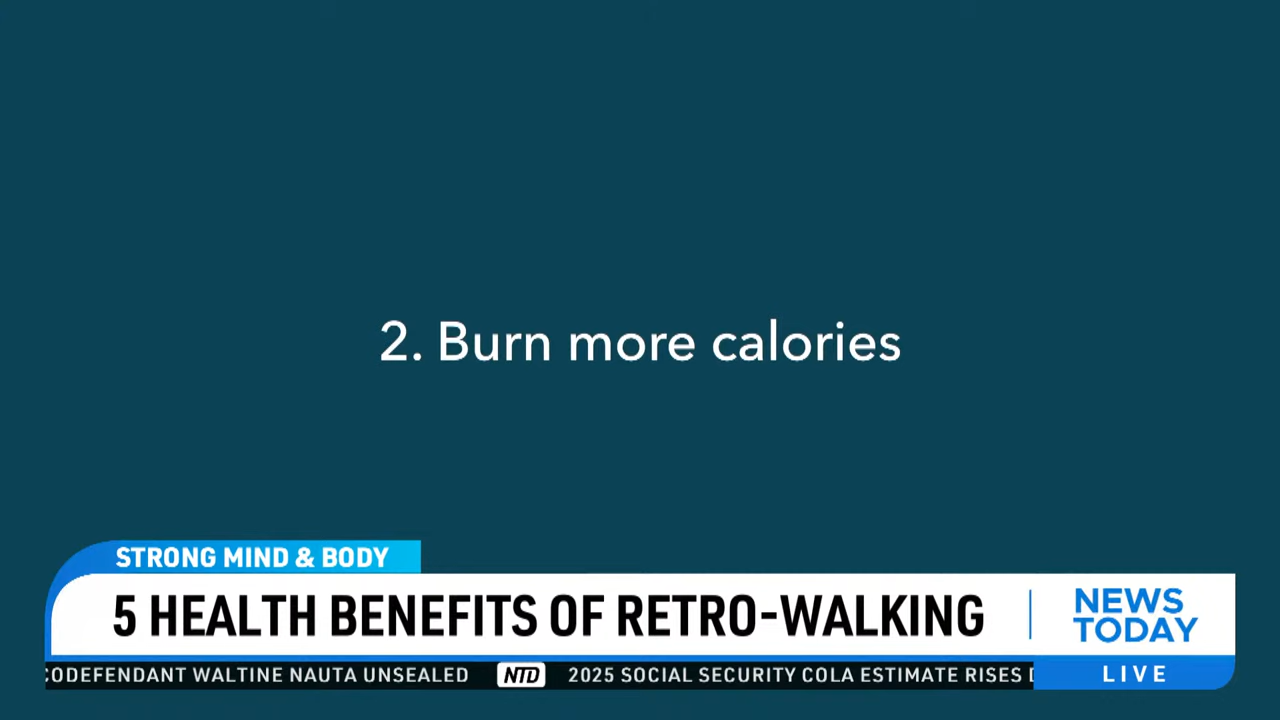 2. Burn more calories
STRONG MIND & BODY
5 HEALTH BENEFITS OF RETRO-WALKING
NEWS
TODAY
CODEFENDANT WALTINE NAUTA UNSEALED NTD 2025 SOCIAL SECURITY COLA ESTIMATE RISES
LIVE